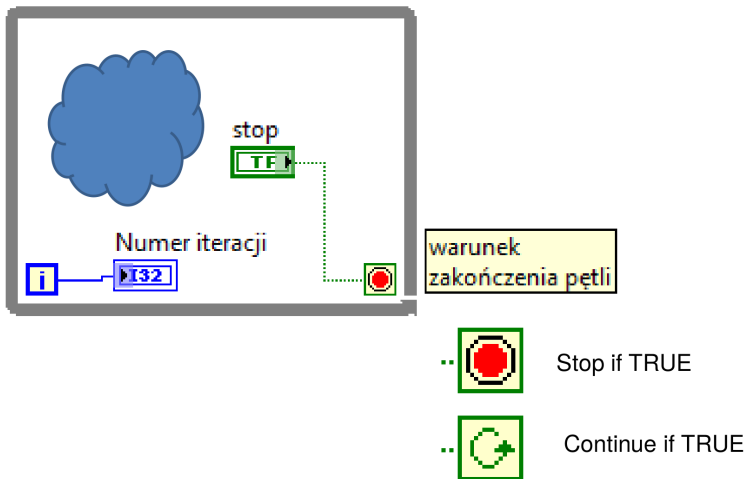 stop
TF
Numer iteracji
i
I32
warunek
zakończenia pętli
Stop if TRUE
Continue if TRUE